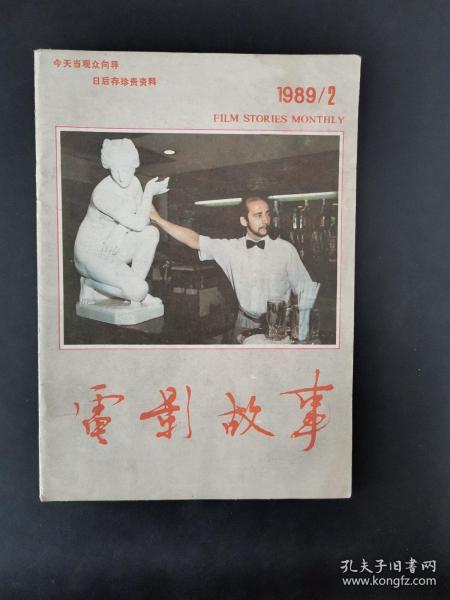 今天当观众向导
日后存珍贵资料
1989/2
FILM STORIES MONTHLY
電影故事
孔夫子旧书网
www.kongfz.com